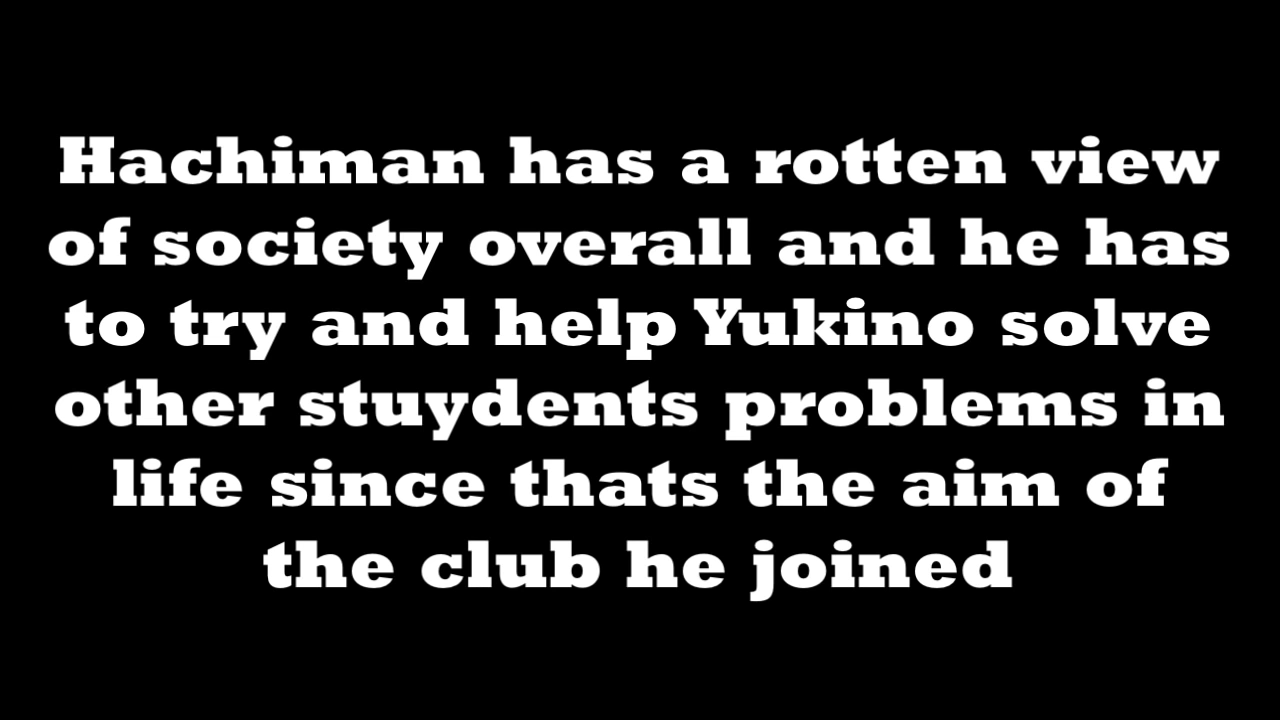 Hachiman has a rotten view
of society overall and he has
to try and help Yukino solve
other stuydents problems in
life since thats the aim of
the club he joined